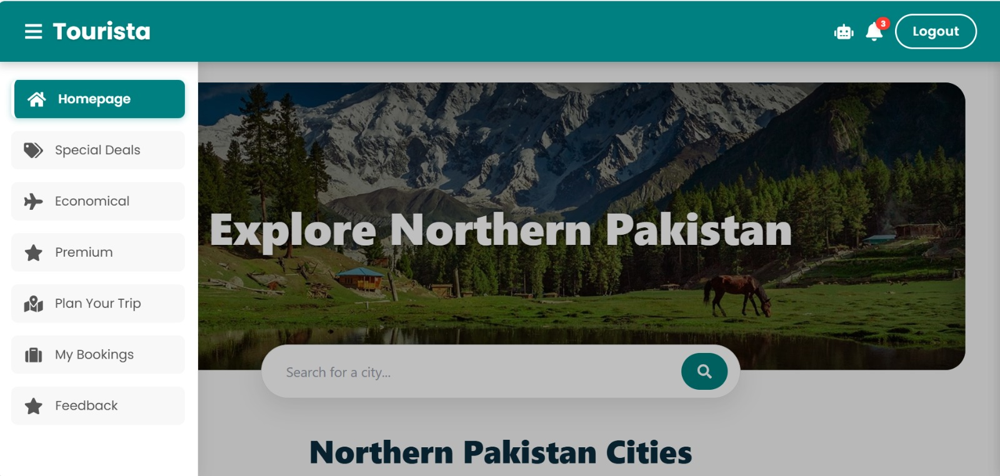 Tourista
3
Logout
Homepage
Special Deals
Economical
Premium
Plan Your Trip
My Bookings
Feedback
Explore Northern Pakistan
Search for a city...
Northern Pakistan Cities